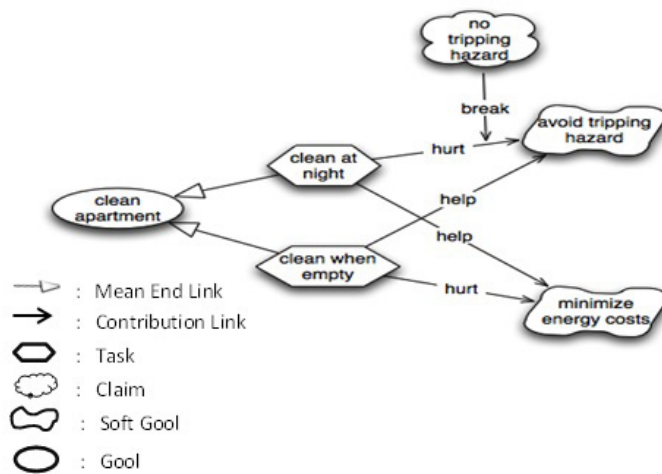 no
tripping
hazard
break
avoid tripping
hazard
hurt
clean at
night
help
clean
apartment
help
clean when
empty
hurt
minimize
energy costs
: Mean End Link
: Contribution Link
: Task
: Claim
: Soft Gool
: Gool